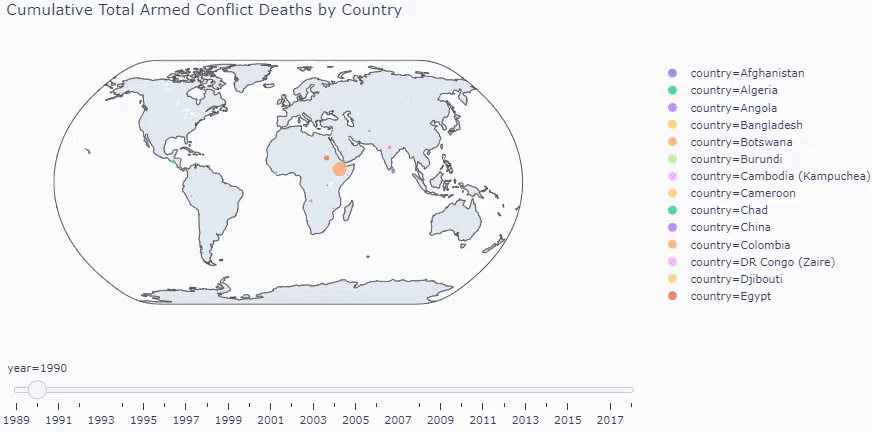 Cumulative Total Armed Conflict Deaths by Country
country=Afghanistan
country=Algeria
country=Angola
country=Bangladesh
country=Botswana
country=Burundi
country=Cambodia (Kampuchea)
country=Cameroon
country=Chad
country=China
country=Colombia
country=DR Congo (Zaire)
country=Djibouti
country=Egypt
year=1990
1989 1991 1993 1995 1997 1999 2001 2003 2005 2007 2009 2011 2013 2015 2017